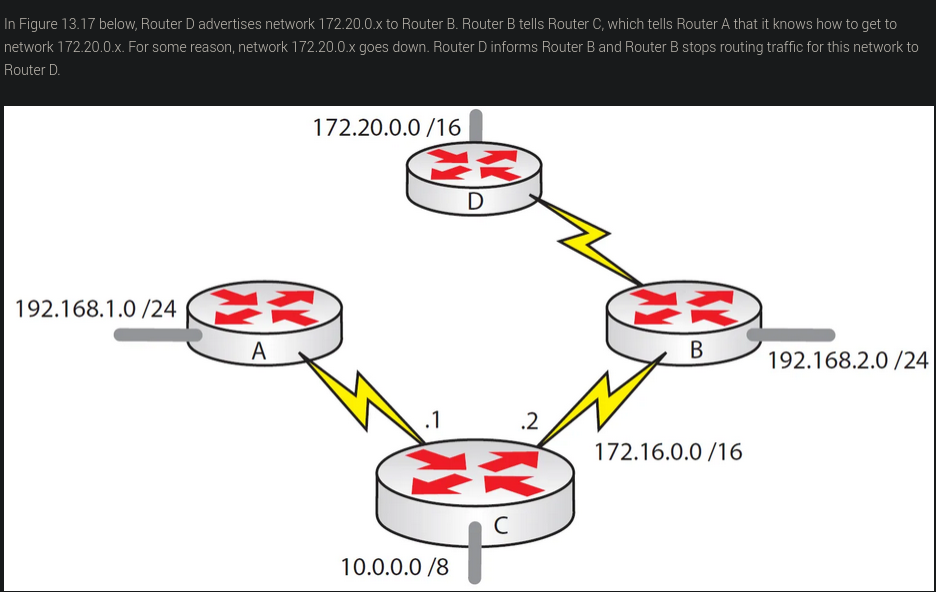 In Figure 13.17 below, Router D advertises network 172.20.0.x to Router B. Router B tells Router C, which tells Router A that it knows how to get to
network 172.20.0.x. For some reason, network 172.20.0.x goes down. Router D informs Router B and Router B stops routing traffic for this network to
Router D.
172.20.0.0 /16
D
192.168.1.0 /24
A
B
192.168.2.0 /24
.1
.2
172.16.0.0 /16
C
10.0.0.0 /8